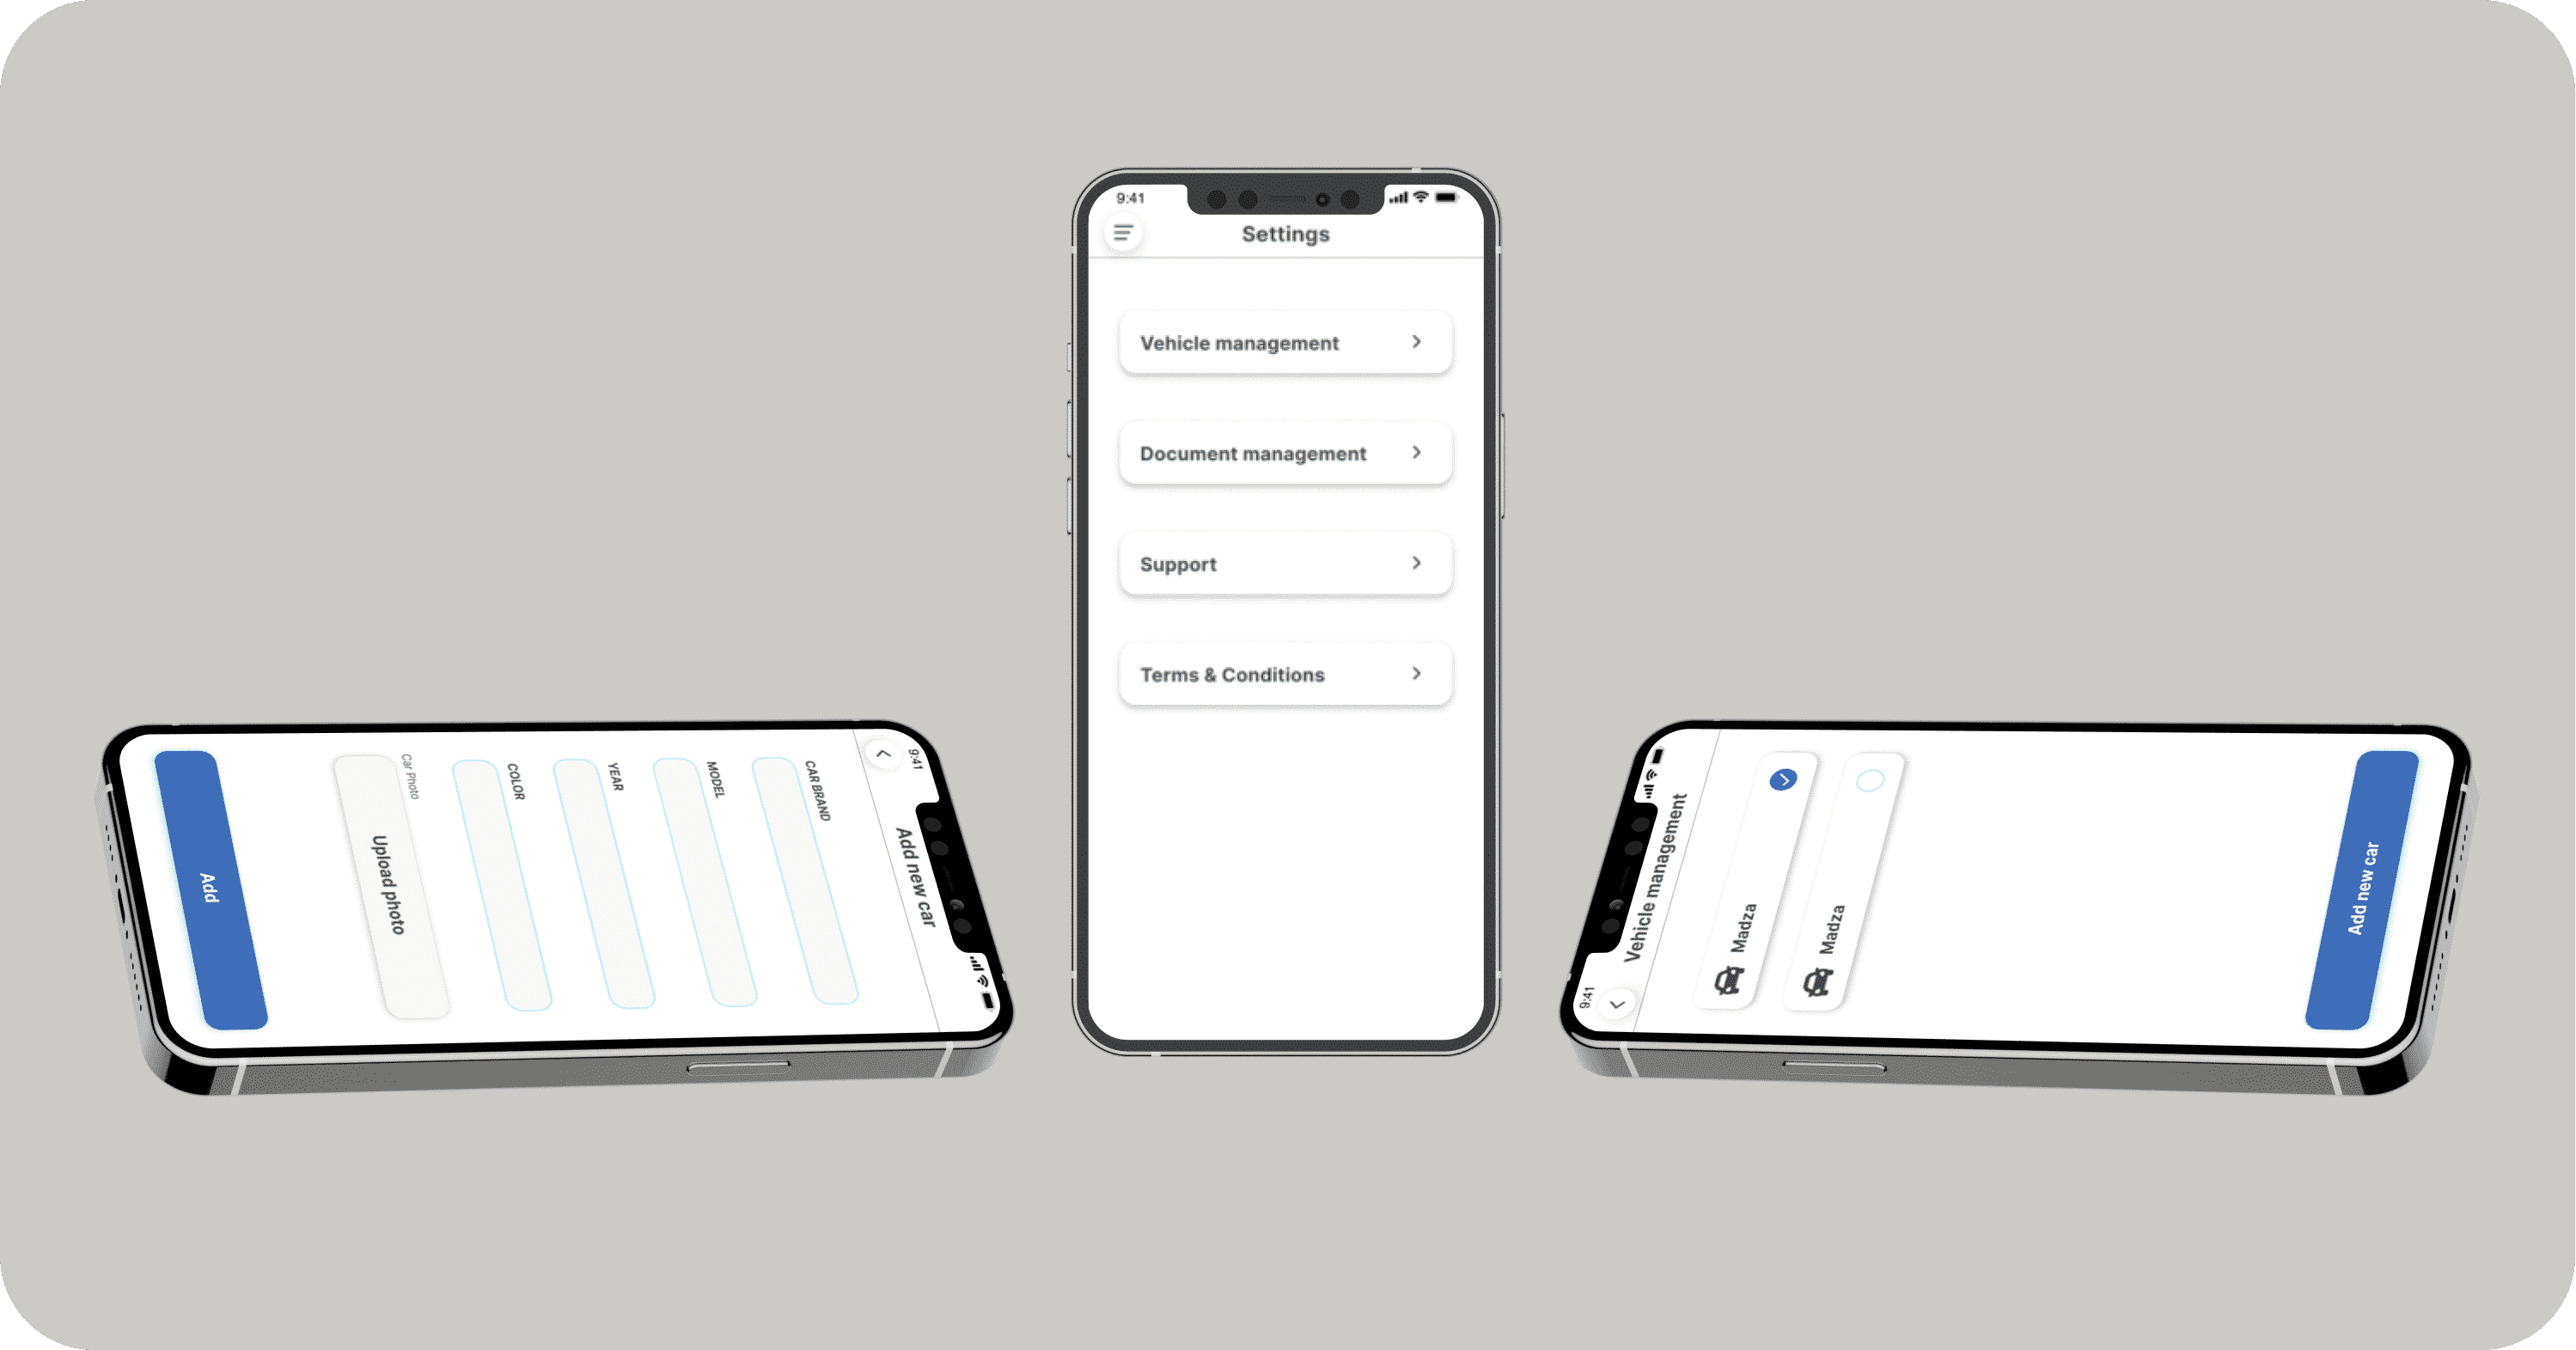 9:41
Add new car
CAR BRAND
MODEL
YEAR
COLOR
Car Photo
Upload photo
Add
9:41
Settings
Vehicle management
Document management
Support
Terms & Conditions
9:41
Vehicle management
Madza
Madza
Add new car